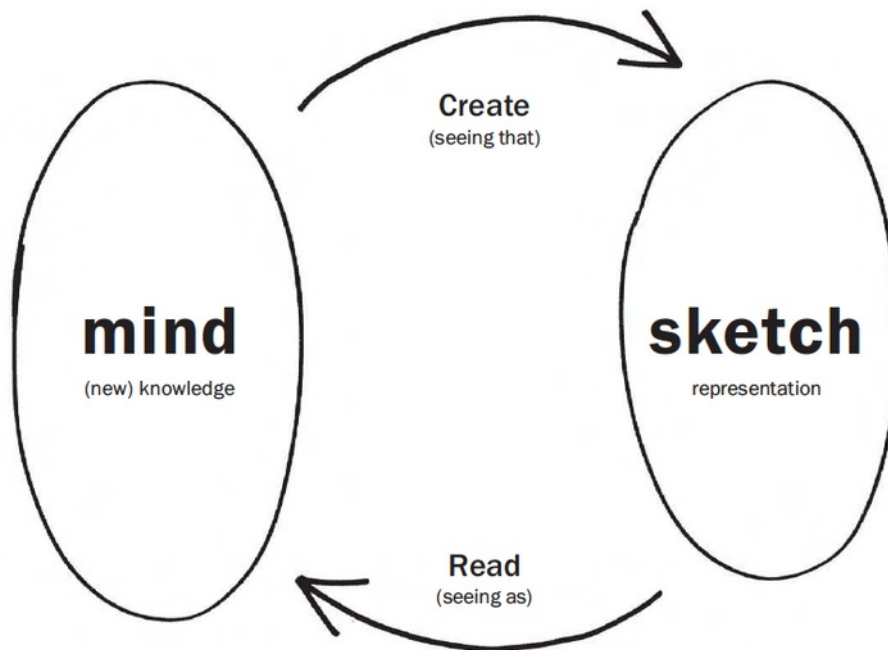 Create
(seeing that)
mind
(new) knowledge
sketch
representation
Read
(seeing as)